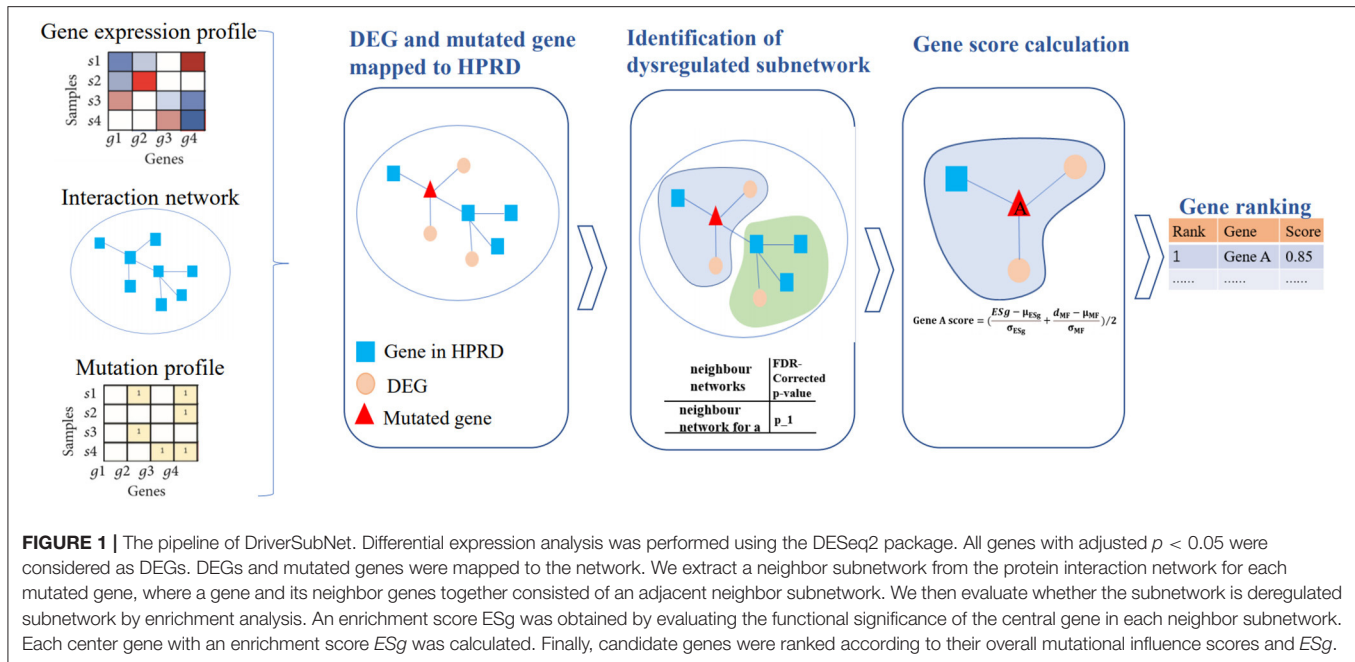 Gene expression profile
Samples
s1
s2
s3
s4
g1 g2 g3 g4
Genes
Interaction network
Mutation profile
Samples
s1 1 1
s2 1
s3 1
s4 1 1
g1 g2 g3 g4
Genes
DEG and mutated gene
mapped to HPRD
Gene in HPRD
DEG
Mutated gene
Identification of
dysregulated subnetwork
neighbour
networks
FDR-
Corrected
p-value
neighbour
network for a
p_1
Gene score calculation
A
Gene A score = (ESg − μ_ESg / σ_ESg + d_MF − μ_MF / σ_MF)/2
Gene ranking
Rank Gene Score
1 Gene A 0.85
...... ...... ......
FIGURE 1 | The pipeline of DriverSubNet. Differential expression analysis was performed using the DESeq2 package. All genes with adjusted p < 0.05 were
considered as DEGs. DEGs and mutated genes were mapped to the network. We extract a neighbor subnetwork from the protein interaction network for each
mutated gene, where a gene and its neighbor genes together consisted of an adjacent neighbor subnetwork. We then evaluate whether the subnetwork is deregulated
subnetwork by enrichment analysis. An enrichment score ESg was obtained by evaluating the functional significance of the central gene in each neighbor subnetwork.
Each center gene with an enrichment score ESg was calculated. Finally, candidate genes were ranked according to their overall mutational influence scores and ESg.